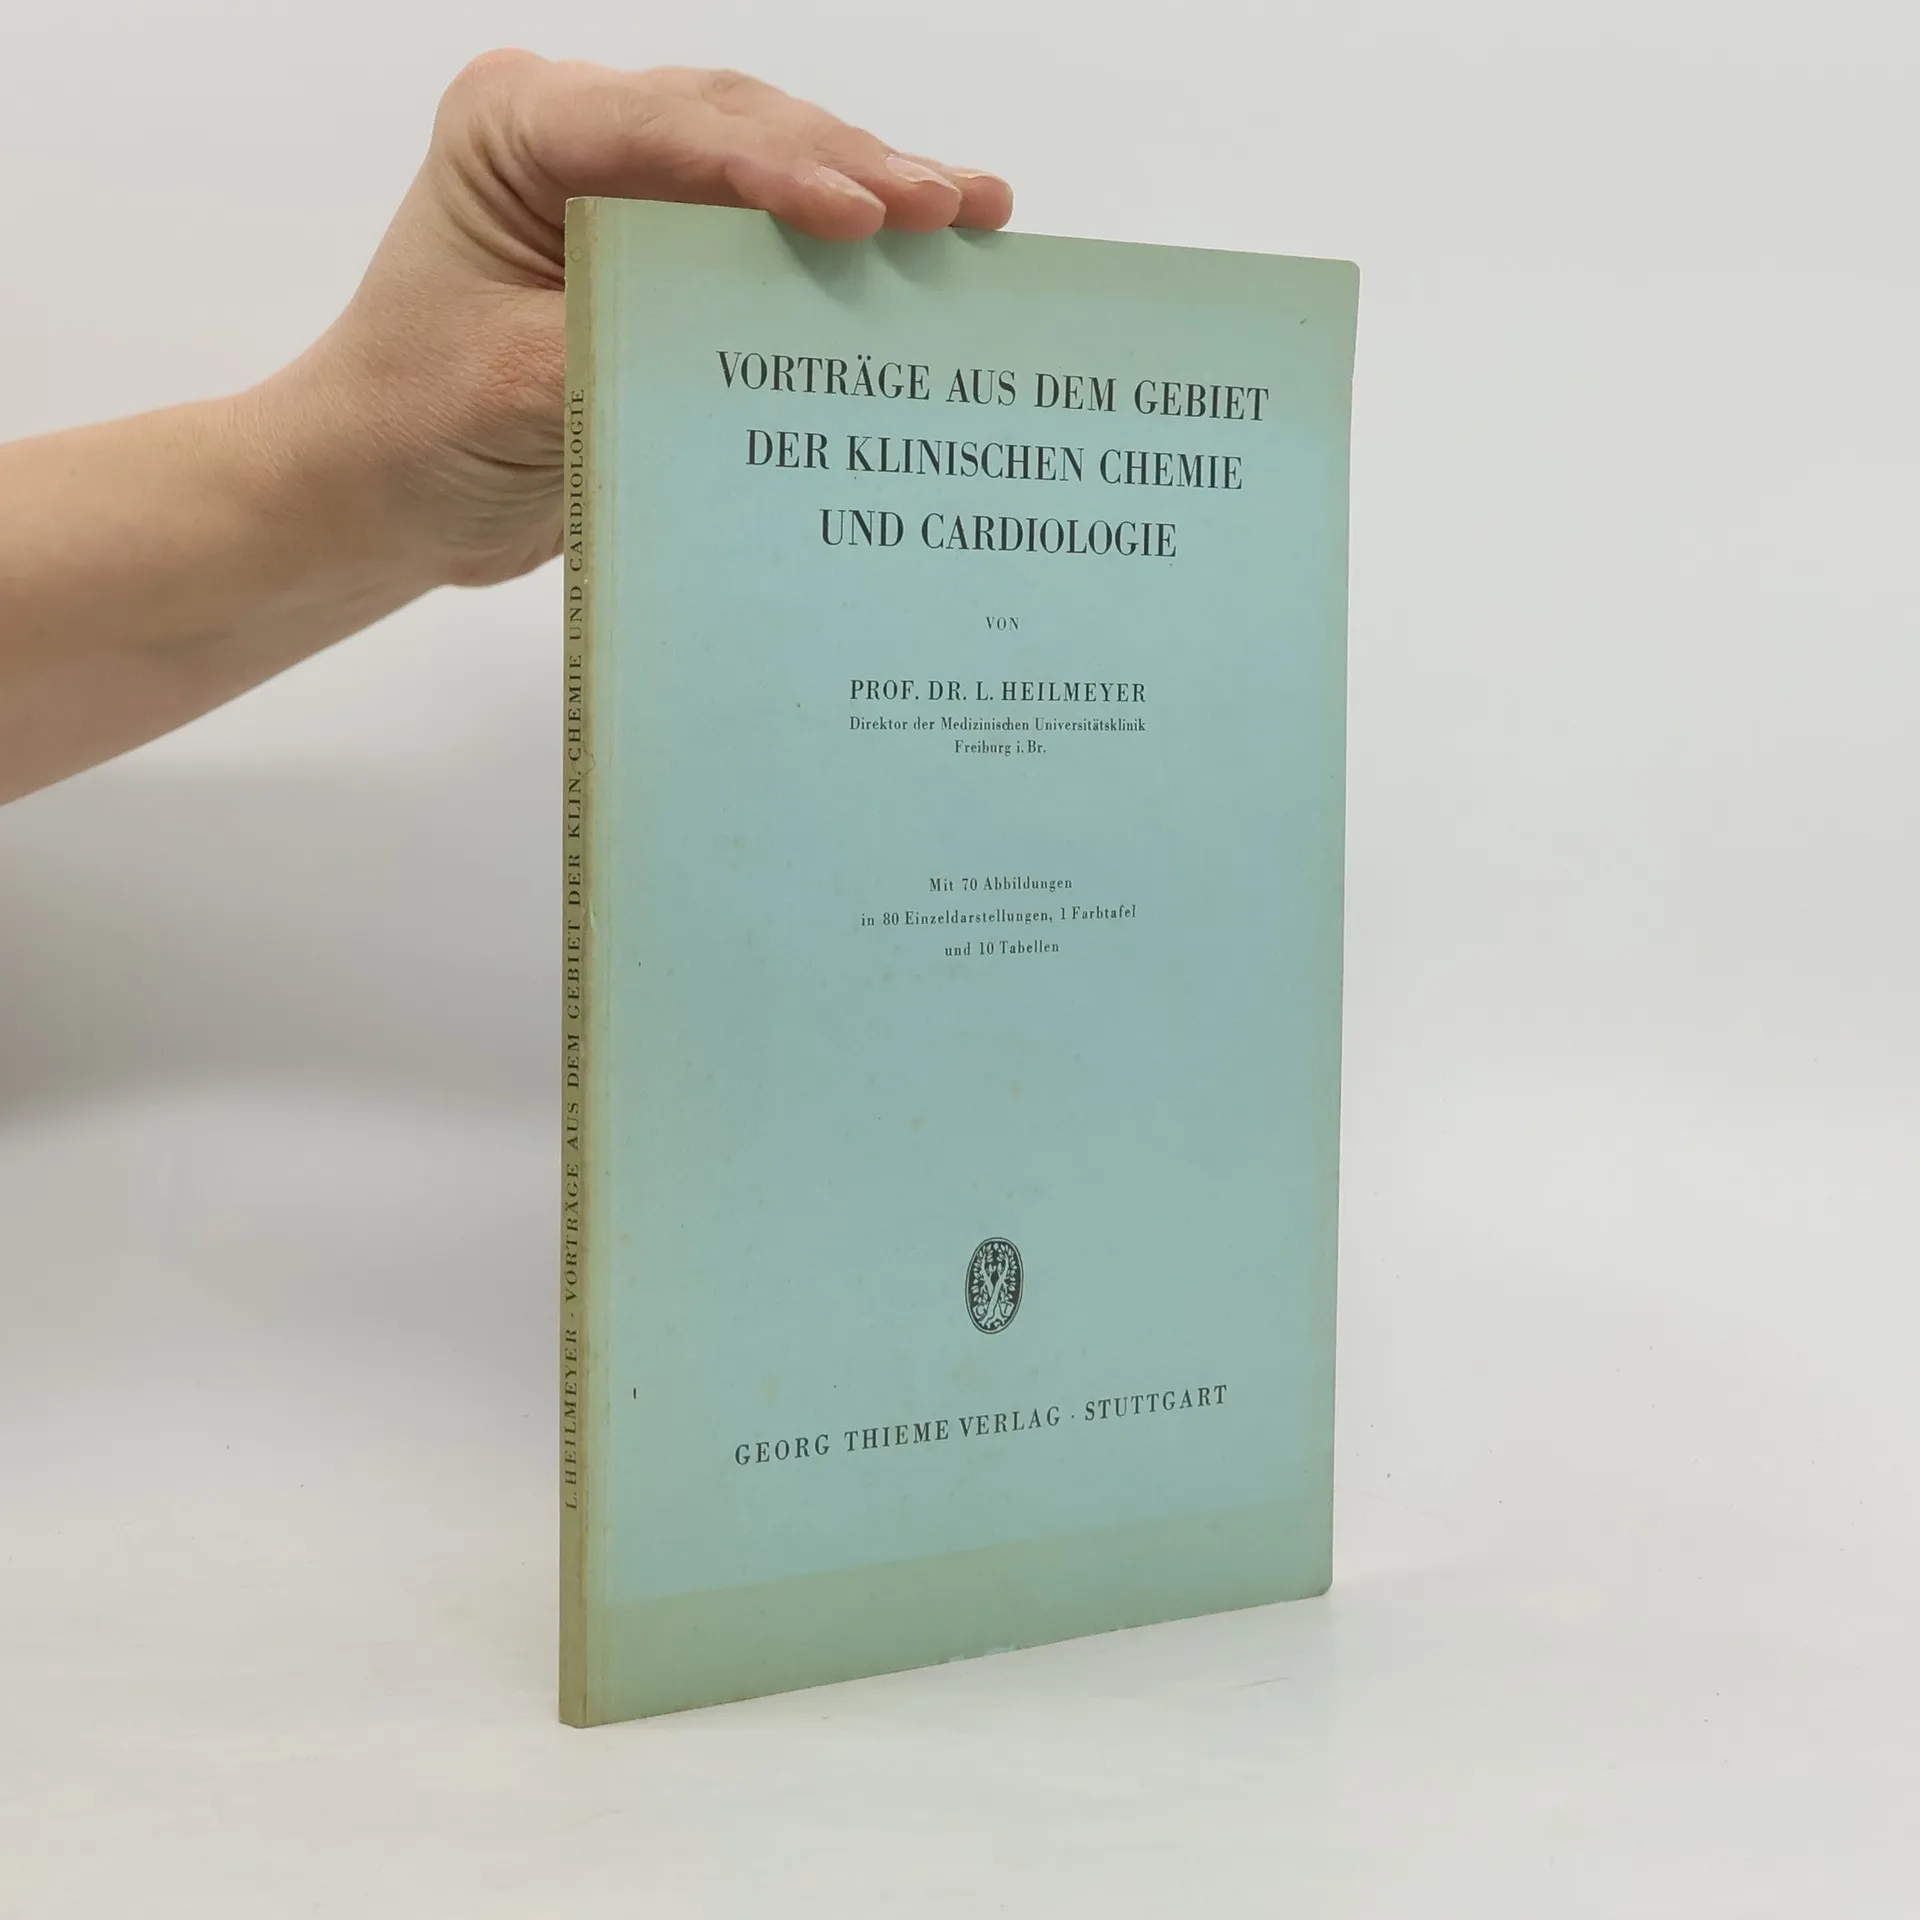 VORTRÄGE AUS DEM GEBIET
DER KLINISCHEN CHEMIE
UND CARDIOLOGIE
VON
PROF. DR. L. HEILMEYER
Direktor der Medizinischen Universitätsklinik
Freiburg i. Br.
Mit 70 Abbildungen
in 80 Einzeldarstellungen, 1 Farbtafel
und 10 Tabellen
GEORG THIEME VERLAG · STUTTGART
L. HEILMEYER - VORTRÄGE AUS DEM GEBIET DER KLIN. CHEMIE UND CARDIOLOGIE